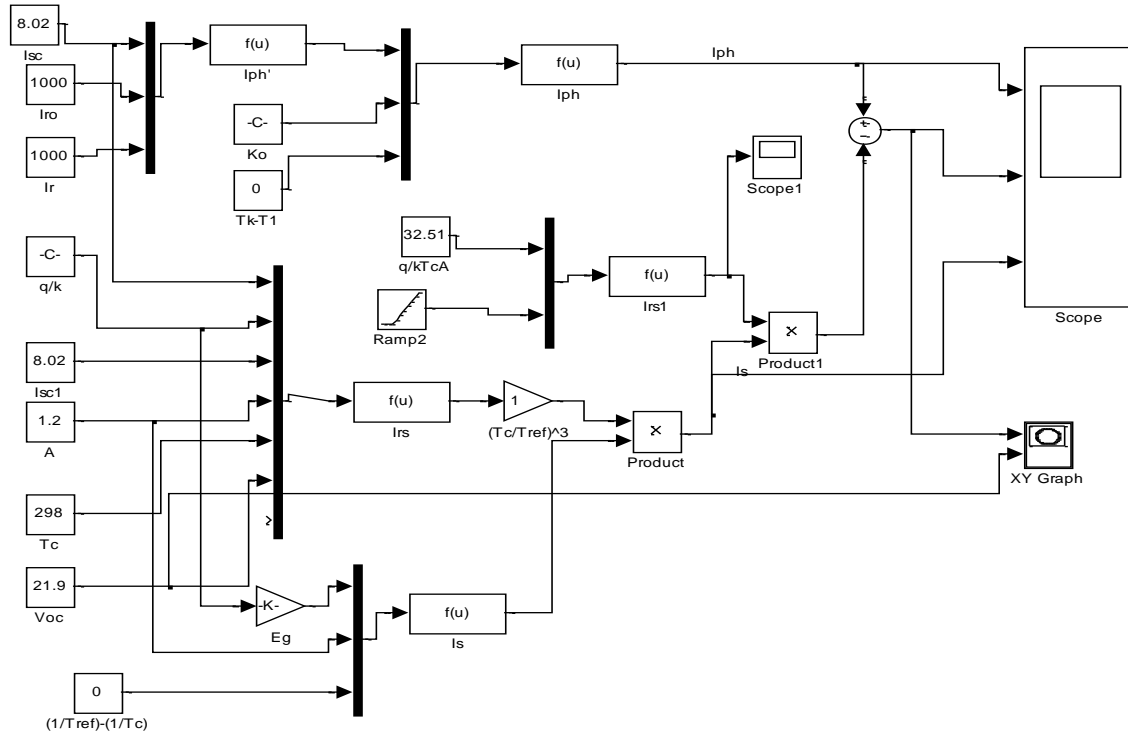 8.02
Isc
1000
Iro
1000
Ir
f(u)
Iph'
-C-
Ko
0
Tk-T1
f(u)
Iph
Iph
Scope1
Scope
-C-
q/k
32.51
q/kTcA
Ramp2
f(u)
Irs1
x
Product1
Is
8.02
Isc1
1.2
A
f(u)
Irs
1
(Tc/Tref)^3
x
Product
XY Graph
298
Tc
21.9
Voc
-K-
Eg
f(u)
Is
0
(1/Tref)-(1/Tc)